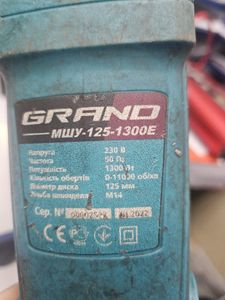 GRAND
МШУ-125-1300Е
Напруга 230 В
Частота 50 Гц
Потужність 1300 Вт
Кількість обертів 0-11000 об/хв
Діаметр диска 125 мм
Різьба шпинделя М14
Сер. №